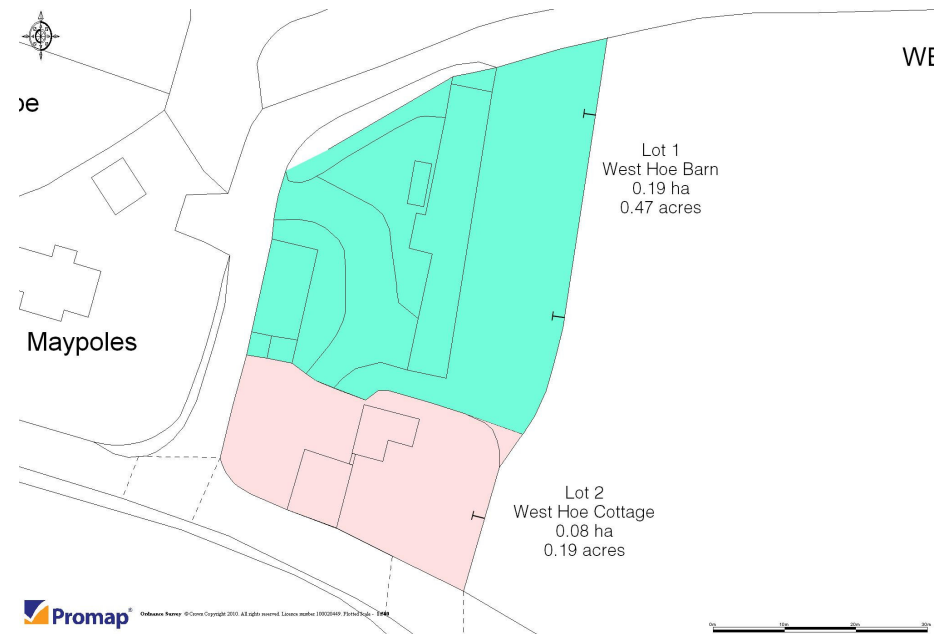 WE
pe
Lot 1
West Hoe Barn
0.19 ha
0.47 acres
Maypoles
Lot 2
West Hoe Cottage
0.08 ha
0.19 acres
Promap®
Ordnance Survey © Crown Copyright 2010. All rights reserved. Licence number 100020449. Plotted Scale -
0m 10m 20m 30m